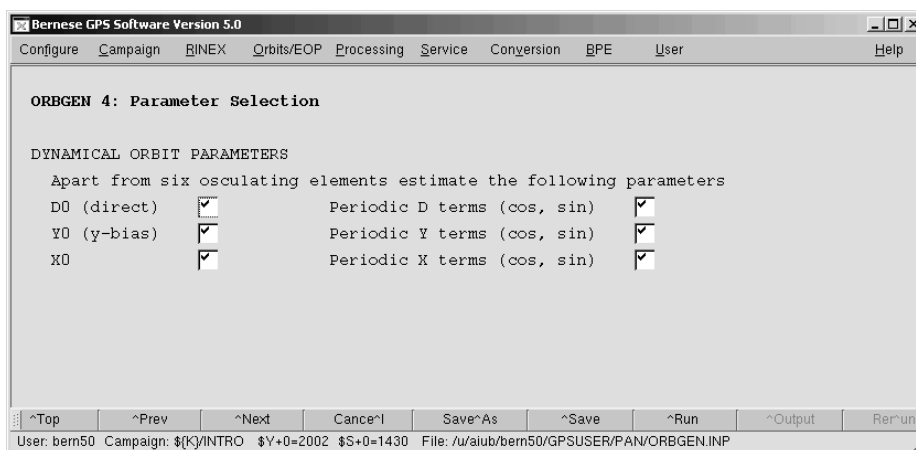 Bernese GPS Software Version 5.0
Configure Campaign RINEX Orbits/EOP Processing Service Conversion BPE User Help
ORBGEN 4: Parameter Selection
DYNAMICAL ORBIT PARAMETERS
Apart from six osculating elements estimate the following parameters
D0 (direct) Periodic D terms (cos, sin)
Y0 (y-bias) Periodic Y terms (cos, sin)
X0 Periodic X terms (cos, sin)
^Top ^Prev ^Next Cance^l Save^As ^Save ^Run ^Output Rer^un
User: bern50 Campaign: ${K}/INTRO $Y+0=2002 $S+0=1430 File: /u/aiub/bern50/GPSUSER/PAN/ORBGEN.INP